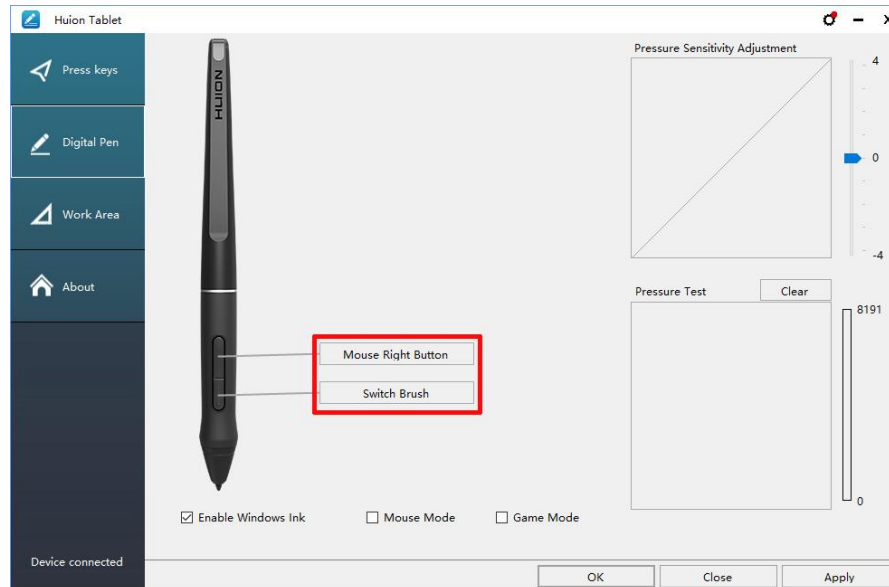 Huion Tablet
Press keys
Digital Pen
Work Area
About
Device connected
HUION
Mouse Right Button
Switch Brush
Enable Windows Ink
Mouse Mode
Game Mode
Pressure Sensitivity Adjustment
4
0
-4
Pressure Test
Clear
8191
0
OK
Close
Apply